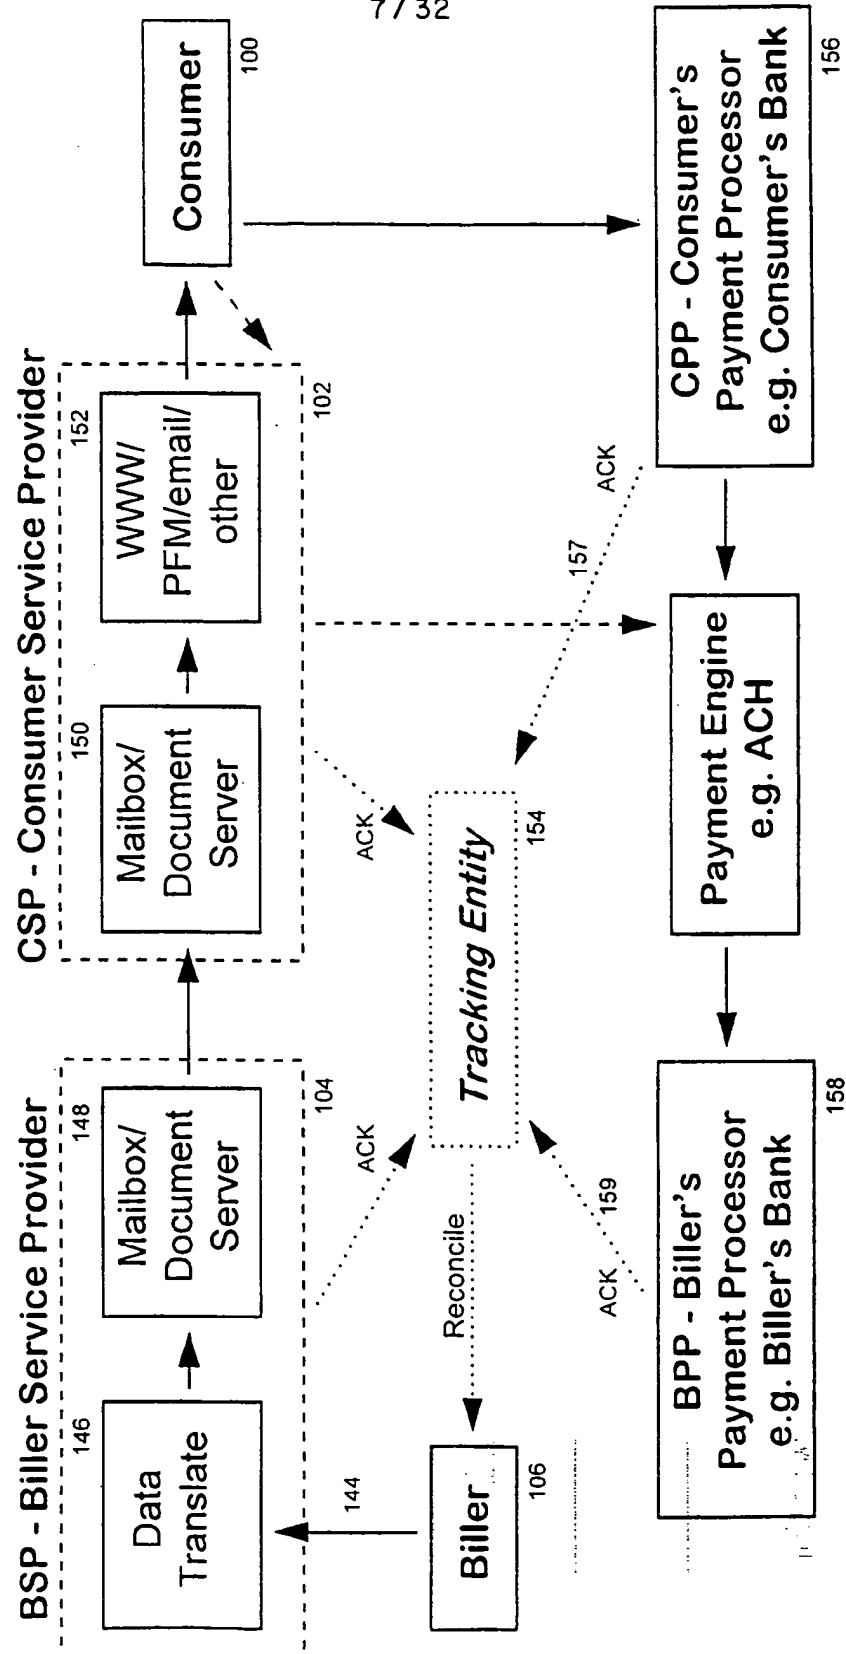 7/32
BSP - Biller Service Provider
146
Data
Translate
148
Mailbox/
Document
Server
104
CSP - Consumer Service Provider
150
Mailbox/
Document
Server
152
WWW/
PFM/email/
other
102
Consumer
100
144
Biller
106
Reconcile
ACK
ACK
Tracking Entity
154
ACK
159
157
ACK
BPP - Biller's
Payment Processor
e.g. Biller's Bank
158
Payment Engine
e.g. ACH
CPP - Consumer's
Payment Processor
e.g. Consumer's Bank
156